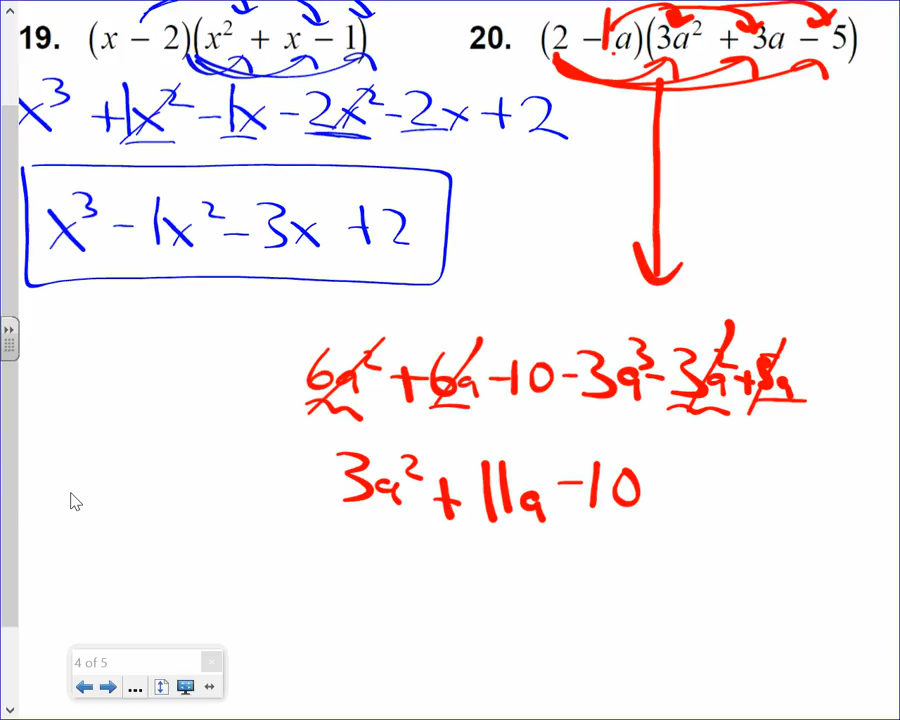 19. (x − 2)(x² + x − 1)
x³ + 1x² − 1x − 2x² − 2x + 2
x³ − 1x² − 3x + 2
20. (2 − 1a)(3a² + 3a − 5)
6a² + 6a − 10 − 3a³ − 3a² + 5a
3a² + 11a − 10
4 of 5